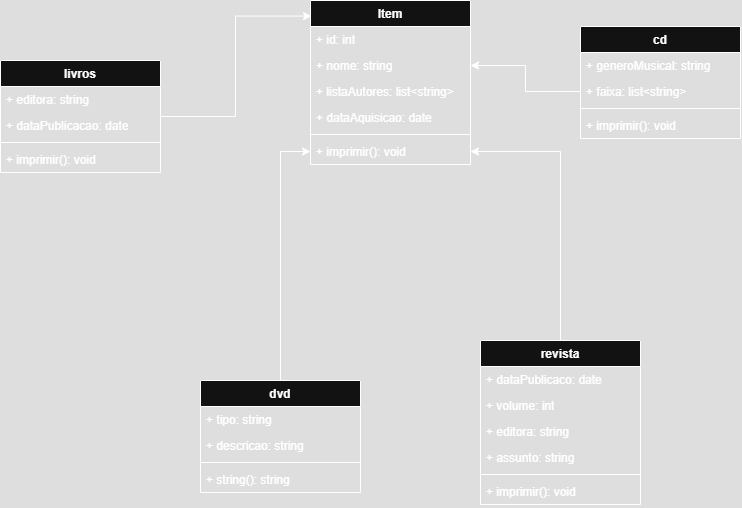 Item
+ id: int
+ nome: string
+ listaAutores: list<string>
+ dataAquisicao: date
+ imprimir(): void
cd
+ generoMusical: string
+ faixa: list<string>
+ imprimir(): void
livros
+ editora: string
+ dataPublicacao: date
+ imprimir(): void
dvd
+ tipo: string
+ descricao: string
+ string(): string
revista
+ dataPublicaco: date
+ volume: int
+ editora: string
+ assunto: string
+ imprimir(): void